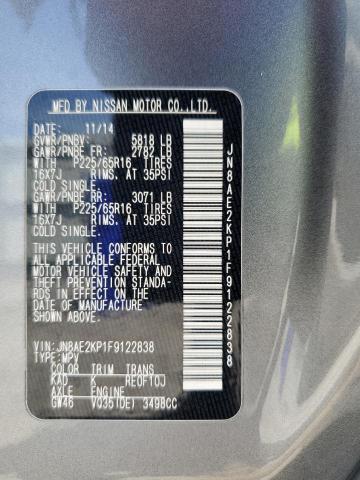 MFD BY NISSAN MOTOR CO.,LTD.
DATE: 11/14
GVWR/PNBV: 5818 LB
GAWR/PNBE FR: 2782 LB
WITH P225/65R16 TIRES
16X7J RIMS, AT 35PSI
COLD SINGLE.
GAWR/PNBE RR: 3071 LB
WITH P225/65R16 TIRES
16X7J RIMS, AT 35PSI
COLD SINGLE.
THIS VEHICLE CONFORMS TO
ALL APPLICABLE FEDERAL
MOTOR VEHICLE SAFETY AND
THEFT PREVENTION STANDA-
RDS IN EFFECT ON THE
DATE OF MANUFACTURE
SHOWN ABOVE.
VIN: JN8AE2KP1F9122838
TYPE: MPV
COLOR TRIM TRANS
KAD K RE0F10J
AXLE ENGINE
GW46 VQ35(DE) 3498CC
JN8AE2KP1F9122838